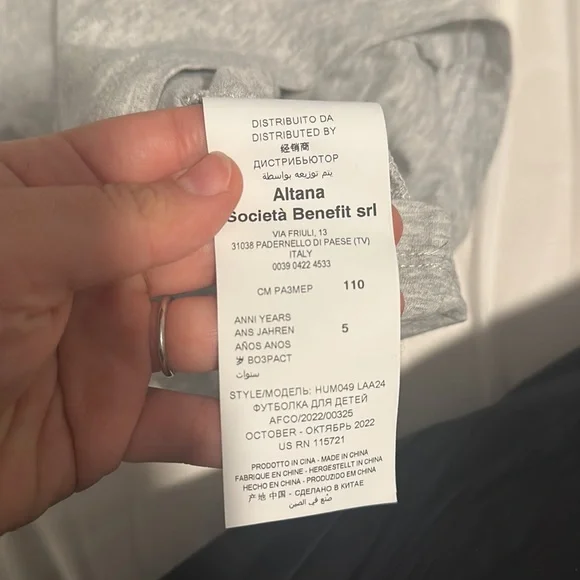 DISTRIBUITO DA
DISTRIBUTED BY
经销商
ДИСТРИБЬЮТОР
يتم توزيعه بواسطة
Altana
Società Benefit srl
VIA FRIULI, 13
31038 PADERNELLO DI PAESE (TV)
ITALY
0039 0422 4533
СМ РАЗМЕР 110
ANNI YEARS
ANS JAHREN 5
AÑOS ANOS
岁 ВОЗРАСТ
سنوات
STYLE/МОДЕЛЬ: HUM049 LAA24
ФУТБОЛКА ДЛЯ ДЕТЕЙ
AFCO/2022/00325
OCTOBER - ОКТЯБРЬ 2022
US RN 115721
PRODOTTO IN CINA - MADE IN CHINA
FABRIQUE EN CHINE - HERGESTELLT IN CHINA
HECHO EN CHINA - PRODUZIDO EM CHINA
产地 中国 - СДЕЛАНО В КИТАЕ
صُنع في الصين